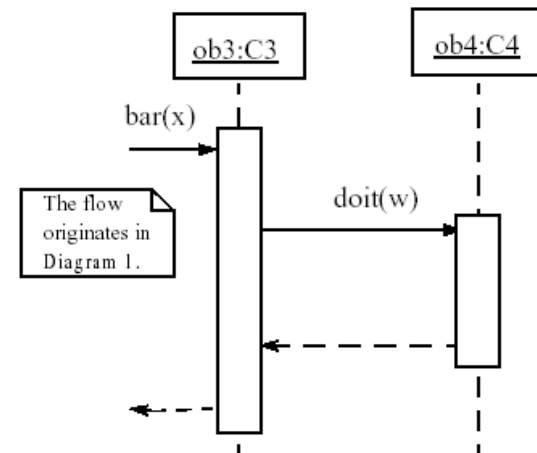 ob3:C3
ob4:C4
bar(x)
doit(w)
The flow
originates in
Diagram 1.